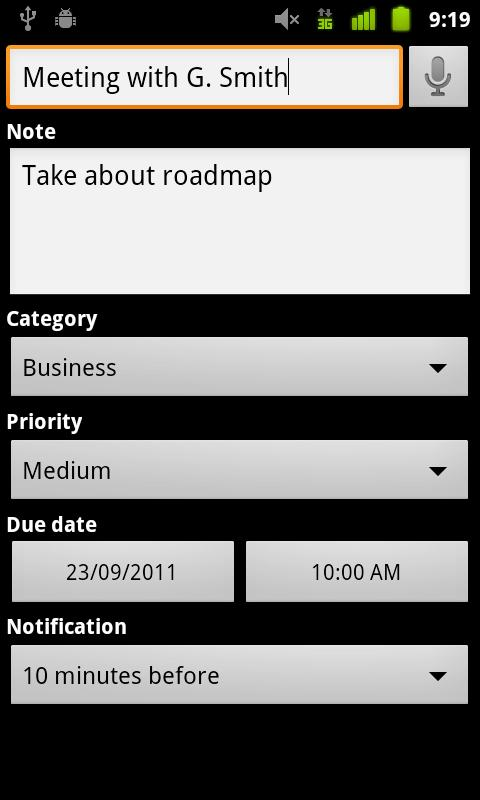 3G 9:19
Meeting with G. Smith
Note
Take about roadmap
Category
Business
Priority
Medium
Due date
23/09/2011 10:00 AM
Notification
10 minutes before